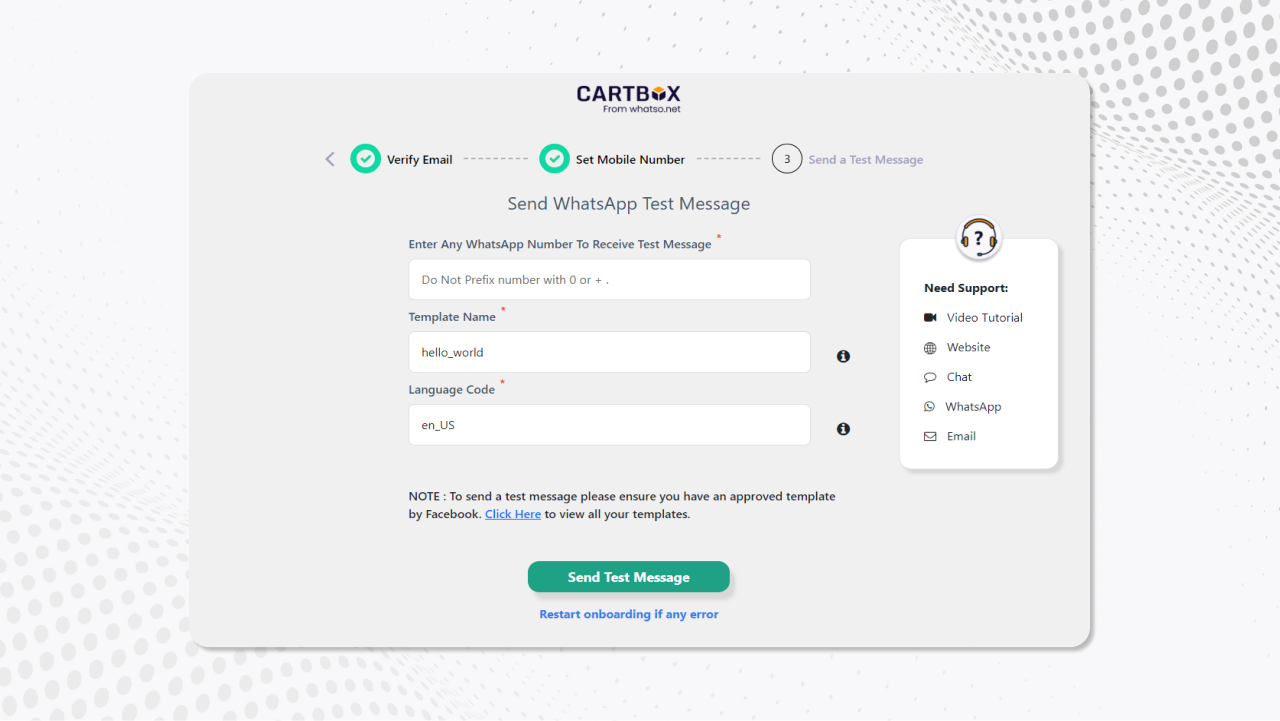 CARTBOX
From whatso.net
Verify Email
Set Mobile Number
3
Send a Test Message
Send WhatsApp Test Message
Enter Any WhatsApp Number To Receive Test Message *
Do Not Prefix number with 0 or + .
Template Name *
hello_world
Language Code *
en_US
NOTE : To send a test message please ensure you have an approved template
by Facebook. Click Here to view all your templates.
Send Test Message
Restart onboarding if any error
?
Need Support:
Video Tutorial
Website
Chat
WhatsApp
Email